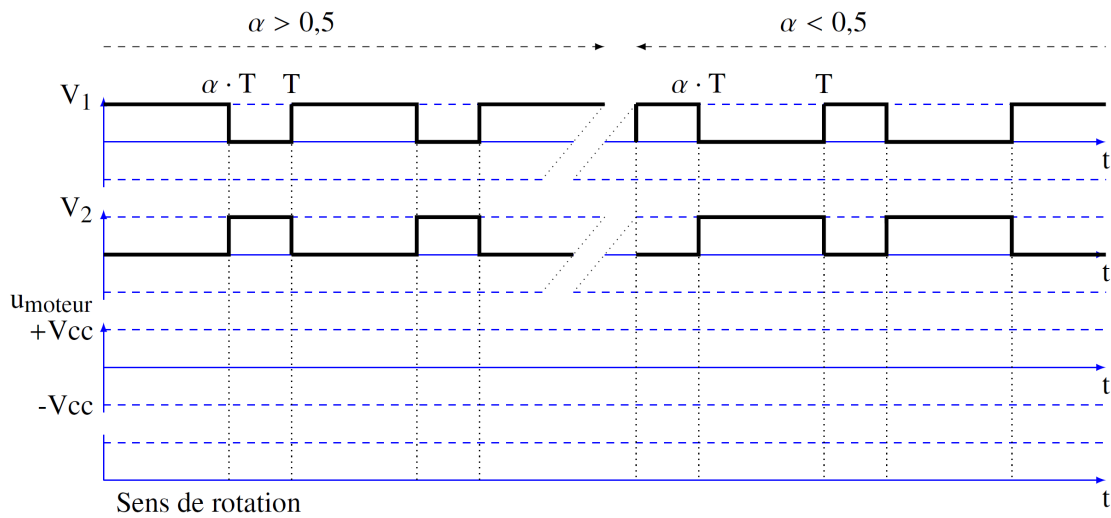 α > 0,5
α < 0,5
V1
α · T
T
α · T
T
t
V2
t
umoteur
+Vcc
-Vcc
t
Sens de rotation
t